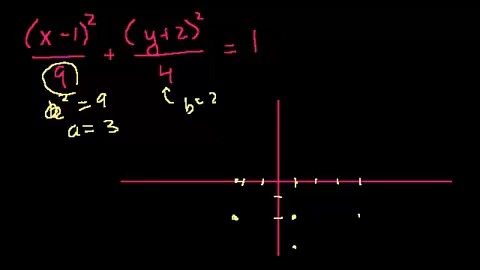 (x-1)²/9 + (y+2)²/4 = 1
a² = 9
b=2
a = 3